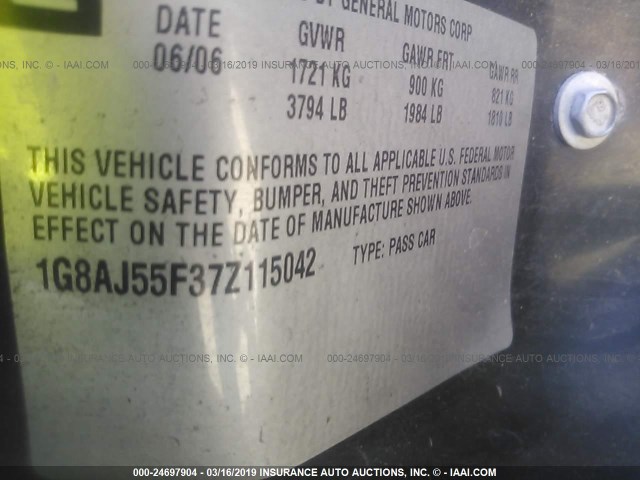 BY GENERAL MOTORS CORP
DATE GVWR GAWR FRT GAWR RR
06/06 1721 KG 900 KG 821 KG
3794 LB 1984 LB 1810 LB
THIS VEHICLE CONFORMS TO ALL APPLICABLE U.S. FEDERAL MOTOR
VEHICLE SAFETY, BUMPER, AND THEFT PREVENTION STANDARDS IN
EFFECT ON THE DATE OF MANUFACTURE SHOWN ABOVE.
1G8AJ55F37Z115042 TYPE: PASS CAR
000-24697904 - 03/16/2019 INSURANCE AUTO AUCTIONS, INC. - © IAAI.COM